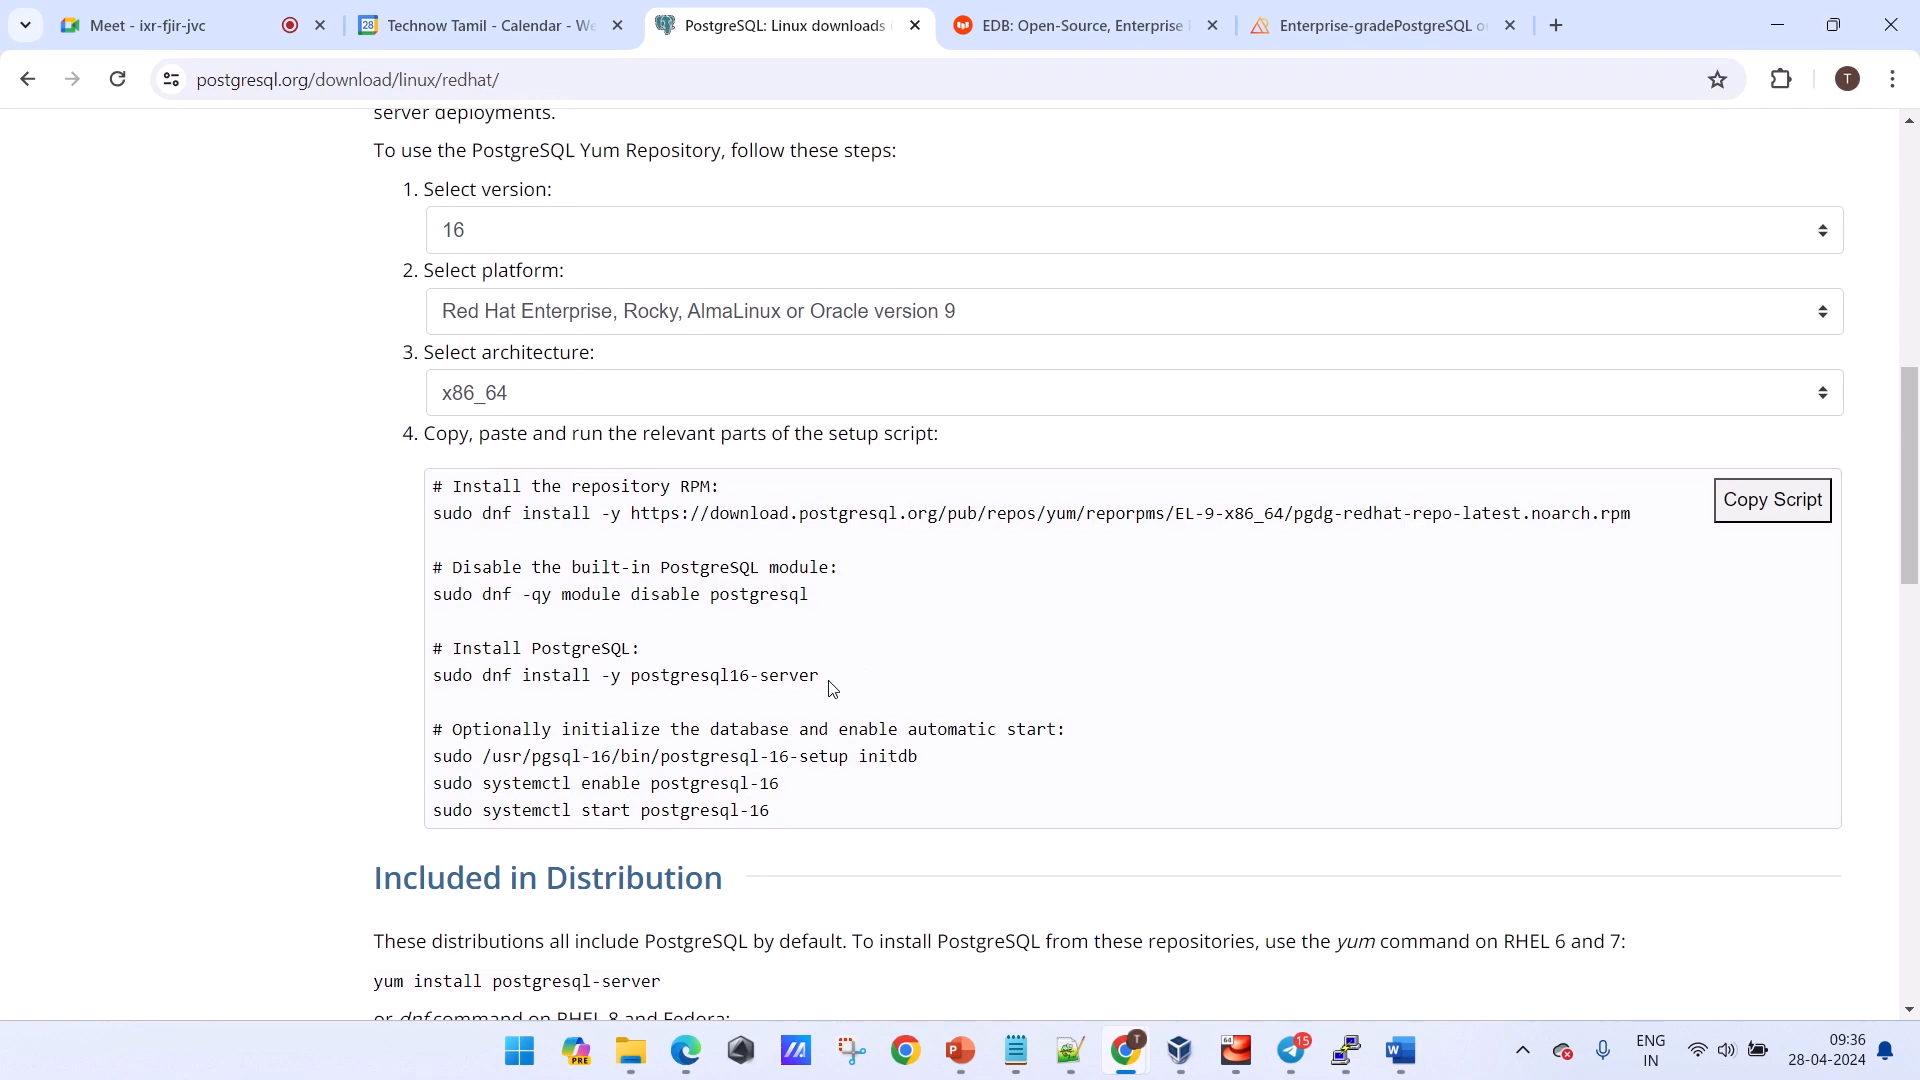 Meet - ixr-fjir-jvc
Technow Tamil - Calendar - We
PostgreSQL: Linux downloads
EDB: Open-Source, Enterprise
Enterprise-gradePostgreSQL o
postgresql.org/download/linux/redhat/
T
server deployments.
To use the PostgreSQL Yum Repository, follow these steps:
1. Select version:
16
2. Select platform:
Red Hat Enterprise, Rocky, AlmaLinux or Oracle version 9
3. Select architecture:
x86_64
4. Copy, paste and run the relevant parts of the setup script:
Copy Script
# Install the repository RPM:
sudo dnf install -y https://download.postgresql.org/pub/repos/yum/reporpms/EL-9-x86_64/pgdg-redhat-repo-latest.noarch.rpm
# Disable the built-in PostgreSQL module:
sudo dnf -qy module disable postgresql
# Install PostgreSQL:
sudo dnf install -y postgresql16-server
# Optionally initialize the database and enable automatic start:
sudo /usr/pgsql-16/bin/postgresql-16-setup initdb
sudo systemctl enable postgresql-16
sudo systemctl start postgresql-16
Included in Distribution
These distributions all include PostgreSQL by default. To install PostgreSQL from these repositories, use the yum command on RHEL 6 and 7:
yum install postgresql-server
or dnf command on RHEL 8 and Fedora:
ENG
IN
09:36
28-04-2024